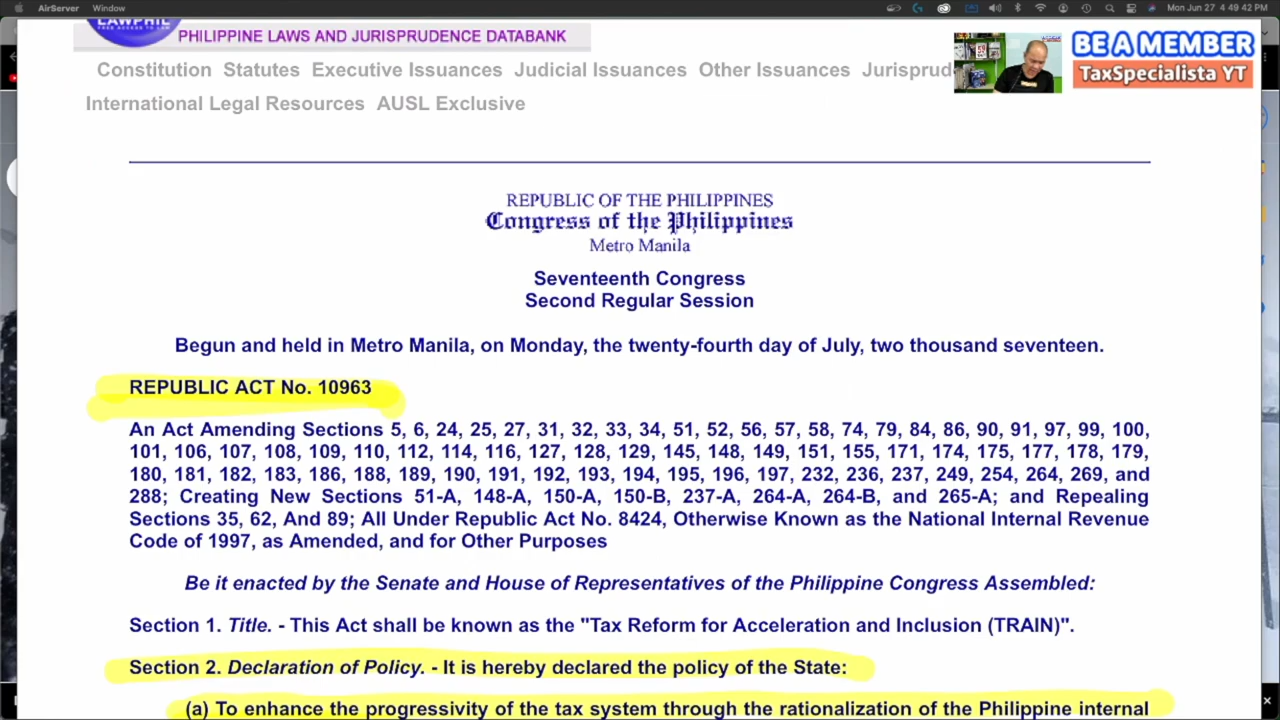 AirServer Window Mon Jun 27 4 49 42 PM
LAWPHIL
PHILIPPINE LAWS AND JURISPRUDENCE DATABANK
BE A MEMBER
TaxSpecialista YT
Constitution Statutes Executive Issuances Judicial Issuances Other Issuances Jurisprud
International Legal Resources AUSL Exclusive
REPUBLIC OF THE PHILIPPINES
Congress of the Philippines
Metro Manila
Seventeenth Congress
Second Regular Session
Begun and held in Metro Manila, on Monday, the twenty-fourth day of July, two thousand seventeen.
REPUBLIC ACT No. 10963
An Act Amending Sections 5, 6, 24, 25, 27, 31, 32, 33, 34, 51, 52, 56, 57, 58, 74, 79, 84, 86, 90, 91, 97, 99, 100,
101, 106, 107, 108, 109, 110, 112, 114, 116, 127, 128, 129, 145, 148, 149, 151, 155, 171, 174, 175, 177, 178, 179,
180, 181, 182, 183, 186, 188, 189, 190, 191, 192, 193, 194, 195, 196, 197, 232, 236, 237, 249, 254, 264, 269, and
288; Creating New Sections 51-A, 148-A, 150-A, 150-B, 237-A, 264-A, 264-B, and 265-A; and Repealing
Sections 35, 62, And 89; All Under Republic Act No. 8424, Otherwise Known as the National Internal Revenue
Code of 1997, as Amended, and for Other Purposes
Be it enacted by the Senate and House of Representatives of the Philippine Congress Assembled:
Section 1. Title. - This Act shall be known as the "Tax Reform for Acceleration and Inclusion (TRAIN)".
Section 2. Declaration of Policy. - It is hereby declared the policy of the State:
(a) To enhance the progressivity of the tax system through the rationalization of the Philippine internal